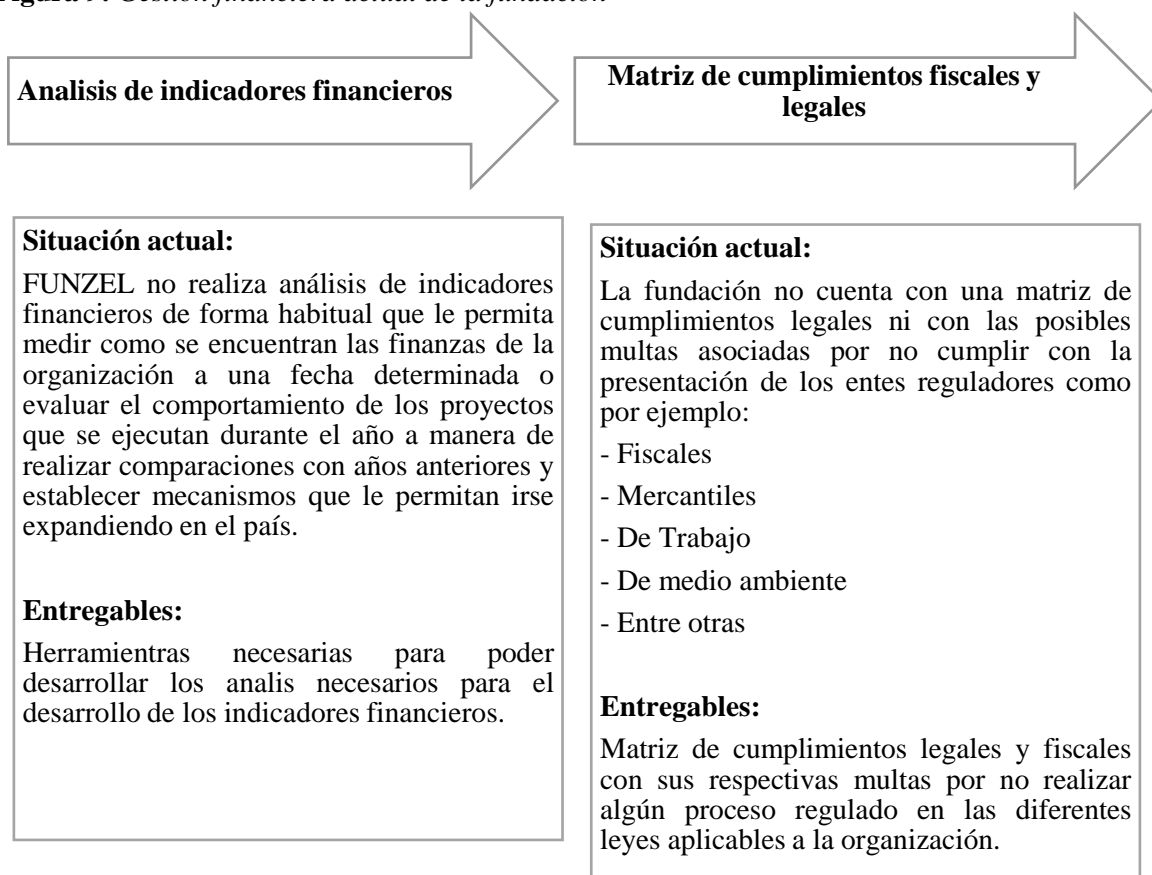 Figura Gestión financiera actual de la fundación
Analisis de indicadores financieros
Matriz de cumplimientos fiscales y
legales
Situación actual:
FUNZEL no realiza análisis de indicadores
financieros de forma habitual que le permita
medir como se encuentran las finanzas de la
organización a una fecha determinada o
evaluar el comportamiento de los proyectos
que se ejecutan durante el año a manera de
realizar comparaciones con años anteriores y
establecer mecanismos que le permitan irse
expandiendo en el país.
Entregables:
Herramientras necesarias para poder
desarrollar los analis necesarios para el
desarrollo de los indicadores financieros.
Situación actual:
La fundación no cuenta con una matriz de
cumplimientos legales ni con las posibles
multas asociadas por no cumplir con la
presentación de los entes reguladores como
por ejemplo:
- Fiscales
- Mercantiles
- De Trabajo
- De medio ambiente
- Entre otras
Entregables:
Matriz de cumplimientos legales y fiscales
con sus respectivas multas por no realizar
algún proceso regulado en las diferentes
leyes aplicables a la organización.